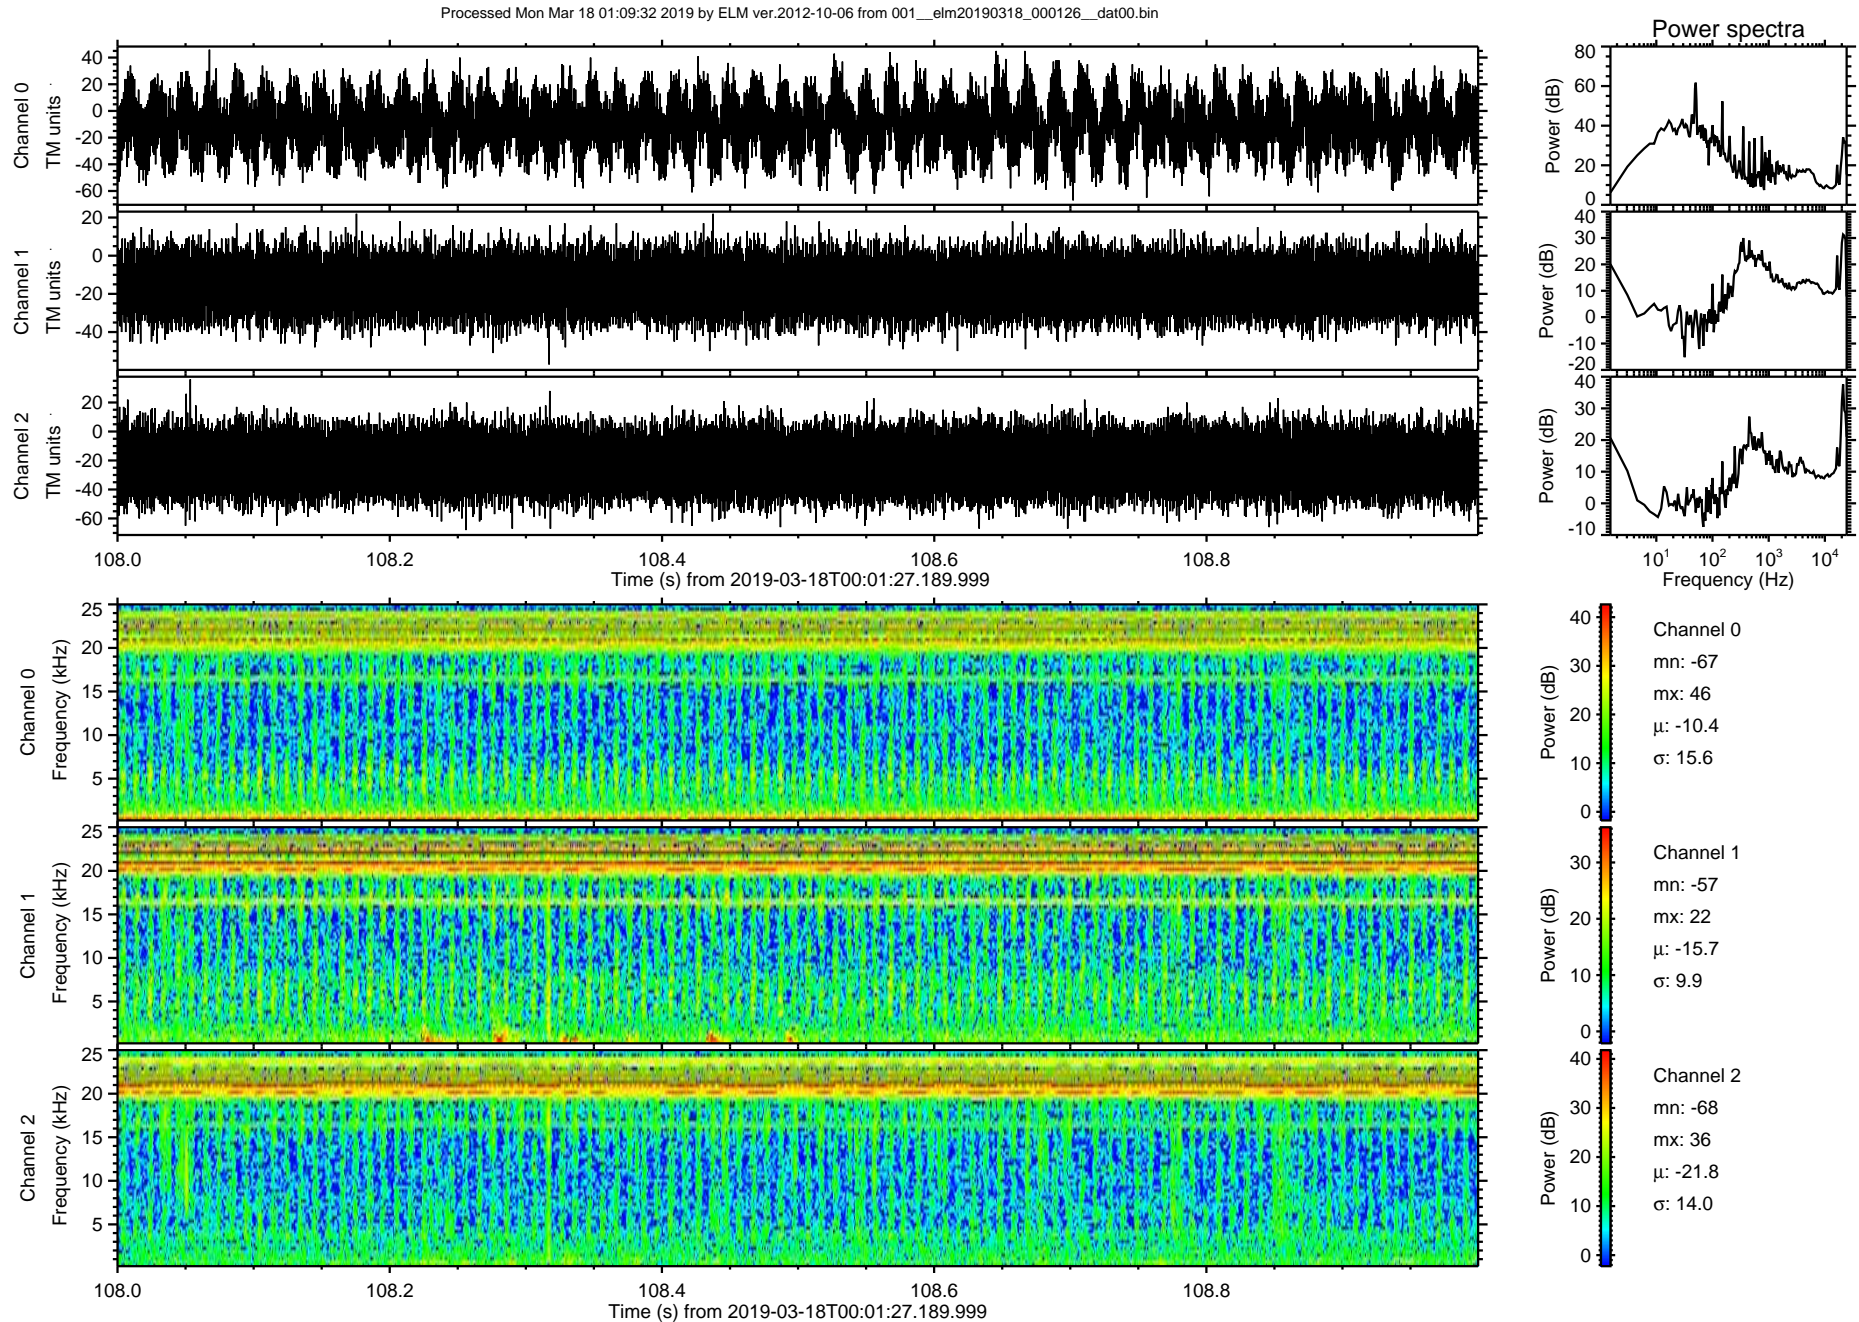 Processed Mon Mar 18 01:09:32 2019 by ELM ver.2012-10-06 from 001__elm20190318_000126__dat00.bin
Power spectra
Channel 0
TM units
40
20
0
-20
-40
-60
Power (dB)
80
60
40
20
0
Channel 1
TM units
20
0
-20
-40
Power (dB)
40
30
20
10
0
-10
-20
Channel 2
TM units
20
0
-20
-40
-60
Power (dB)
40
30
20
10
0
-10
108.0 108.2 108.4 108.6 108.8
Time (s) from 2019-03-18T00:01:27.189.999
10^1 10^2 10^3 10^4
Frequency (Hz)
Channel 0
Frequency (kHz)
25
20
15
10
5
Power (dB)
40
30
20
10
0
Channel 0
mn: -67
mx: 46
μ: -10.4
σ: 15.6
Channel 1
Frequency (kHz)
25
20
15
10
5
Power (dB)
30
20
10
0
Channel 1
mn: -57
mx: 22
μ: -15.7
σ: 9.9
Channel 2
Frequency (kHz)
25
20
15
10
5
Power (dB)
40
30
20
10
0
Channel 2
mn: -68
mx: 36
μ: -21.8
σ: 14.0
108.0 108.2 108.4 108.6 108.8
Time (s) from 2019-03-18T00:01:27.189.999